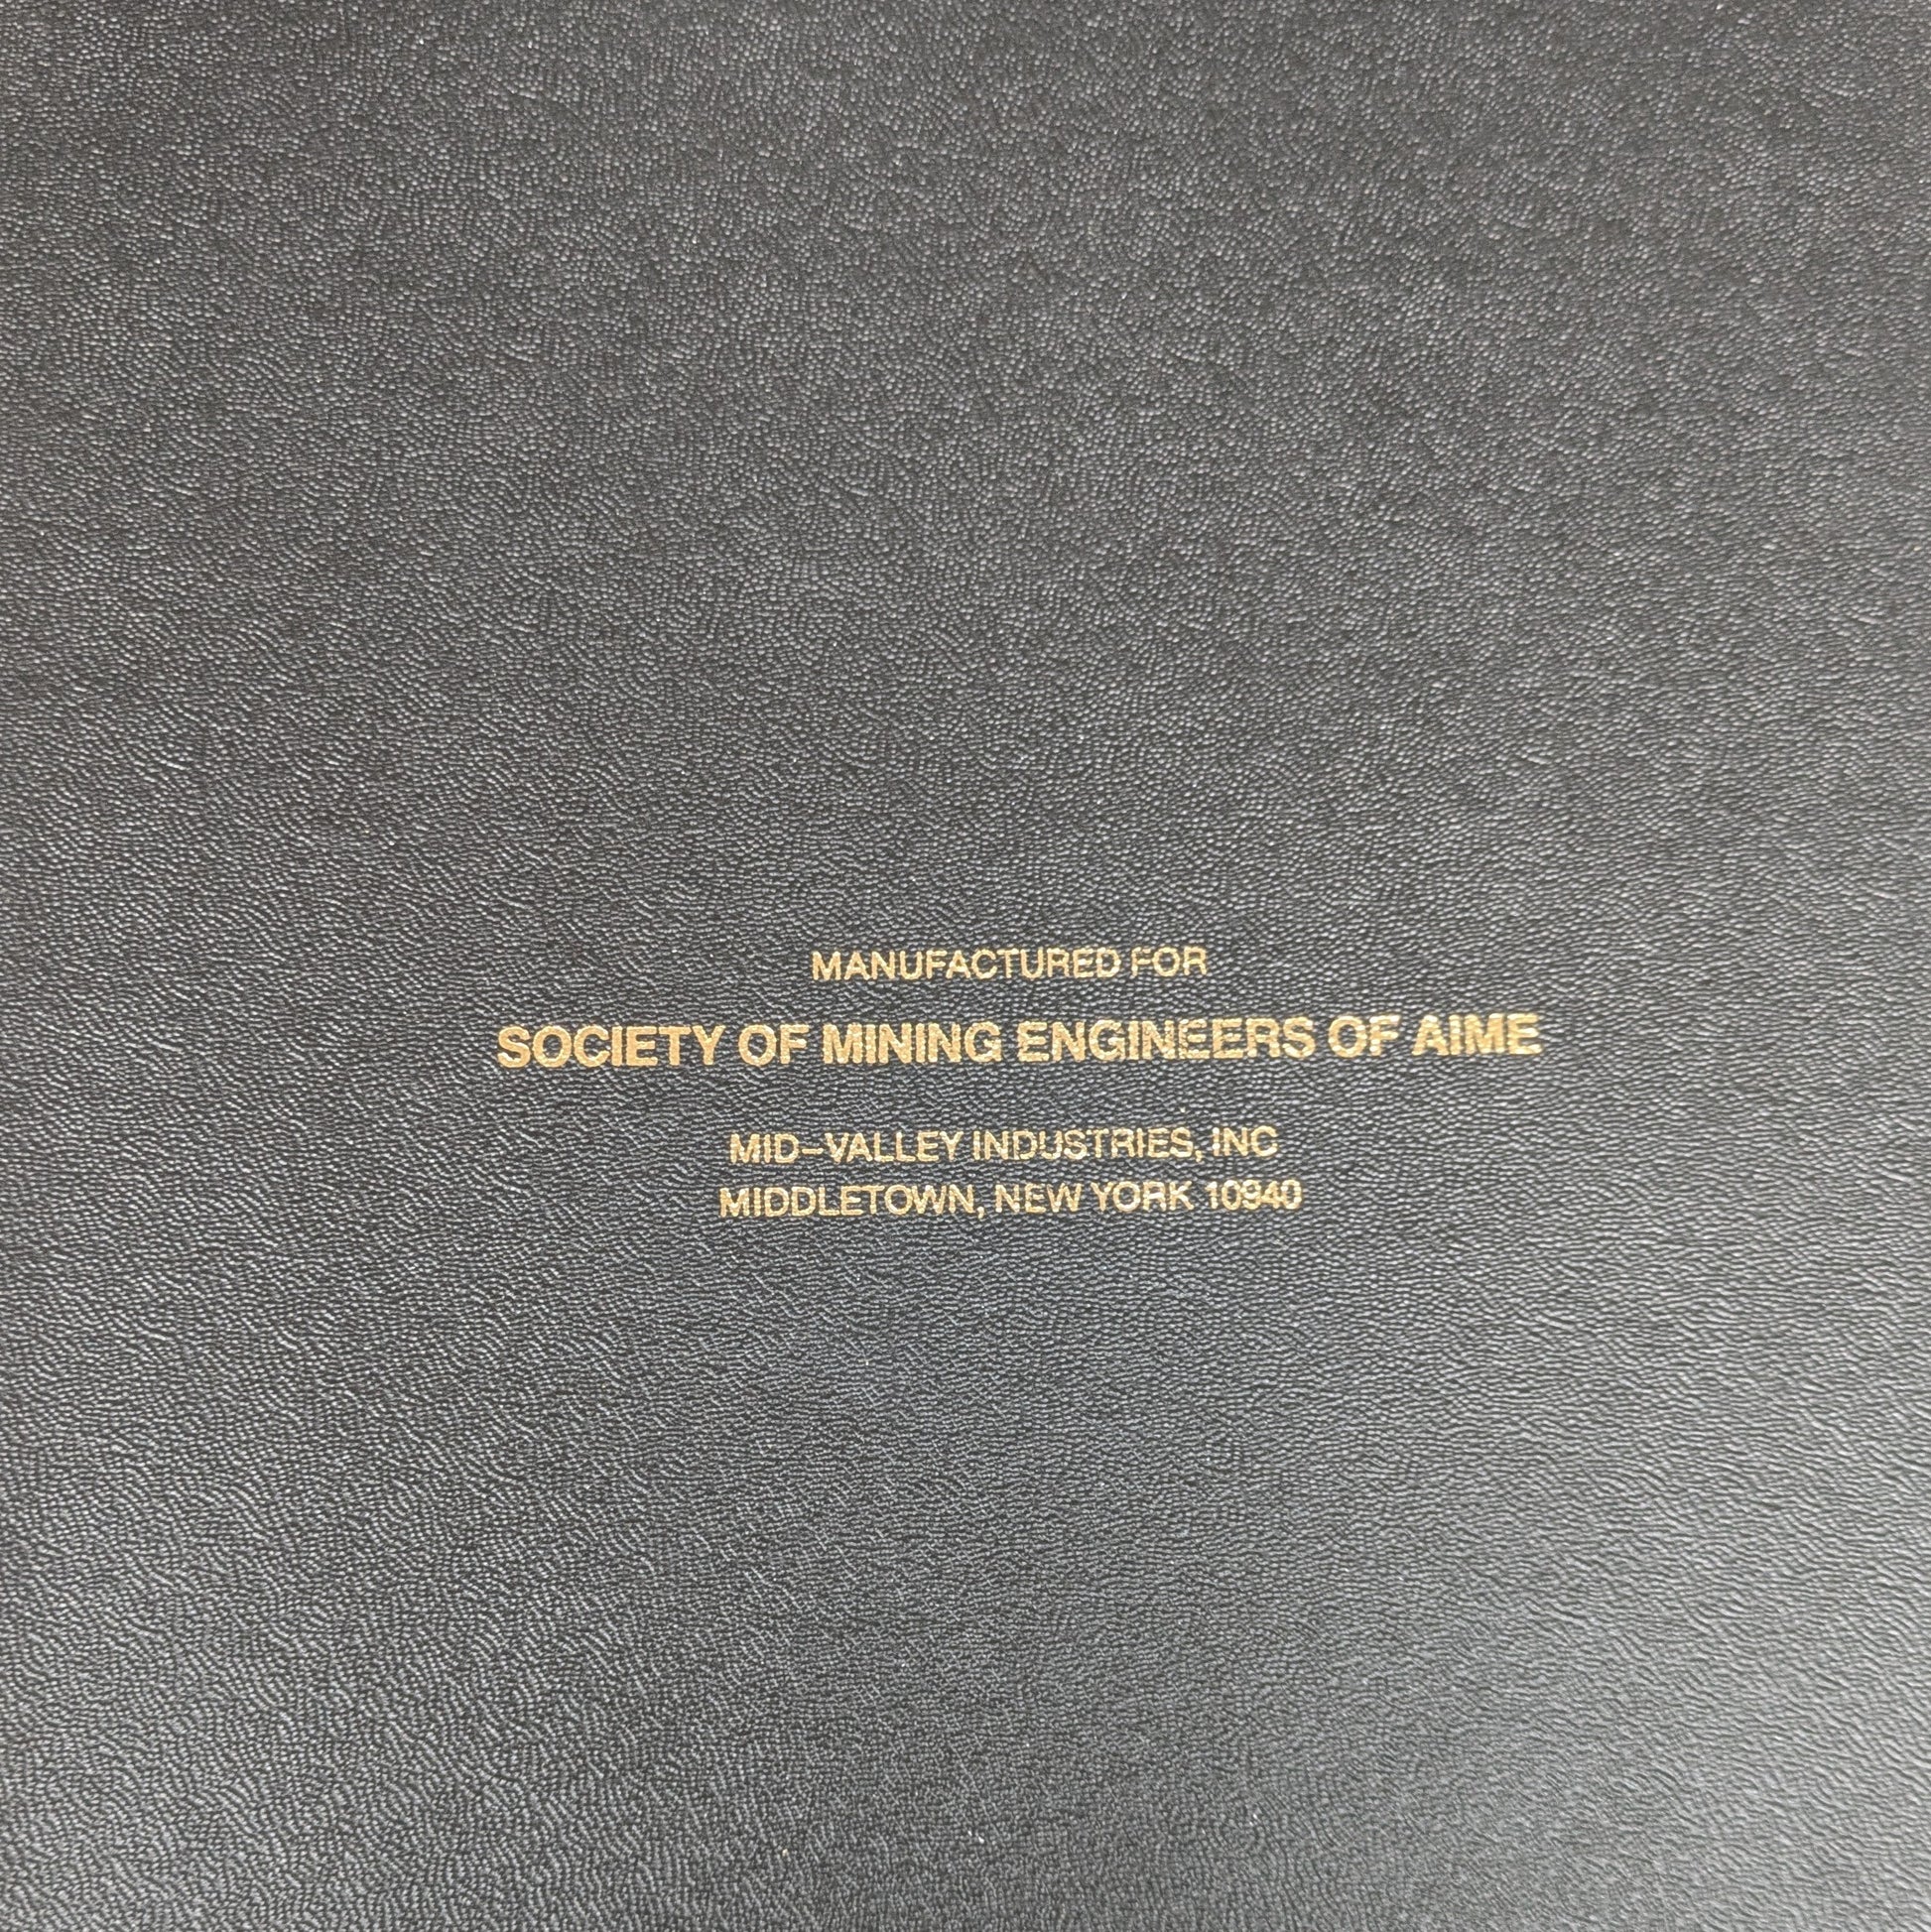 MANUFACTURED FOR
SOCIETY OF MINING ENGINEERS OF AIME
MID–VALLEY INDUSTRIES, INC
MIDDLETOWN, NEW YORK 10940